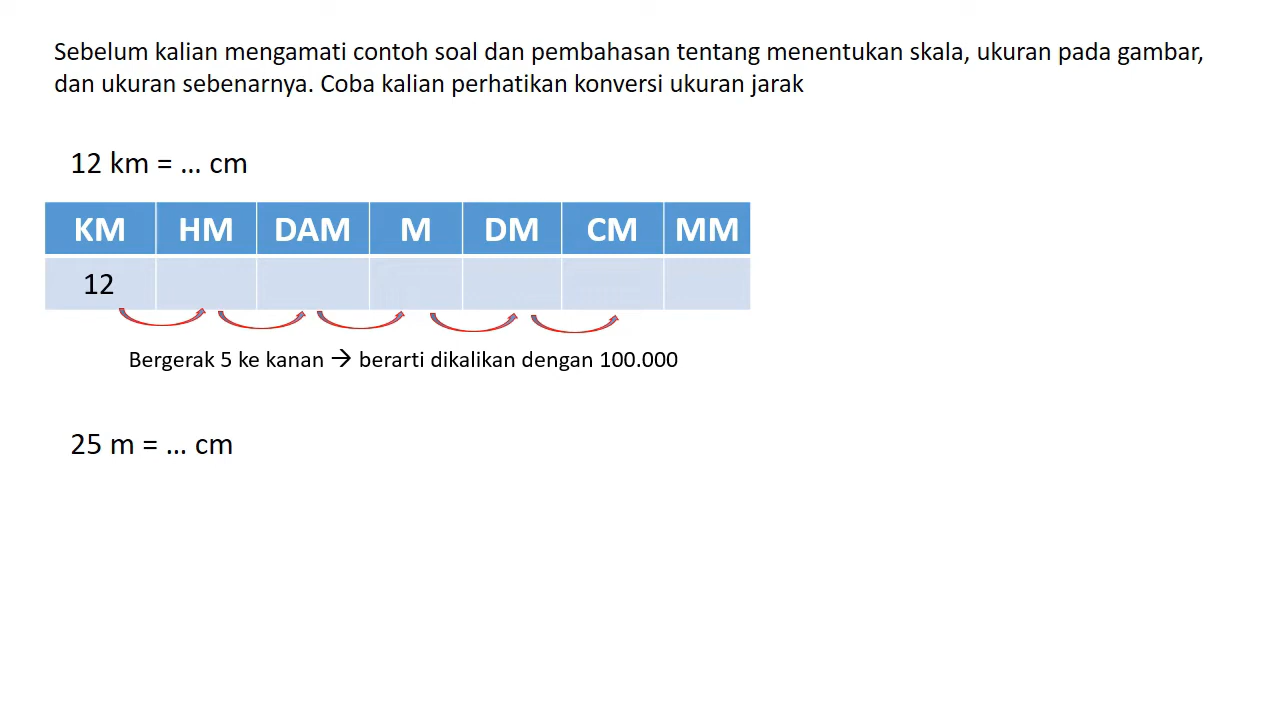 Sebelum kalian mengamati contoh soal dan pembahasan tentang menentukan skala, ukuran pada gambar,
dan ukuran sebenarnya. Coba kalian perhatikan konversi ukuran jarak
12 km = ... cm
KM HM DAM M DM CM MM
12
Bergerak 5 ke kanan → berarti dikalikan dengan 100.000
25 m = ... cm